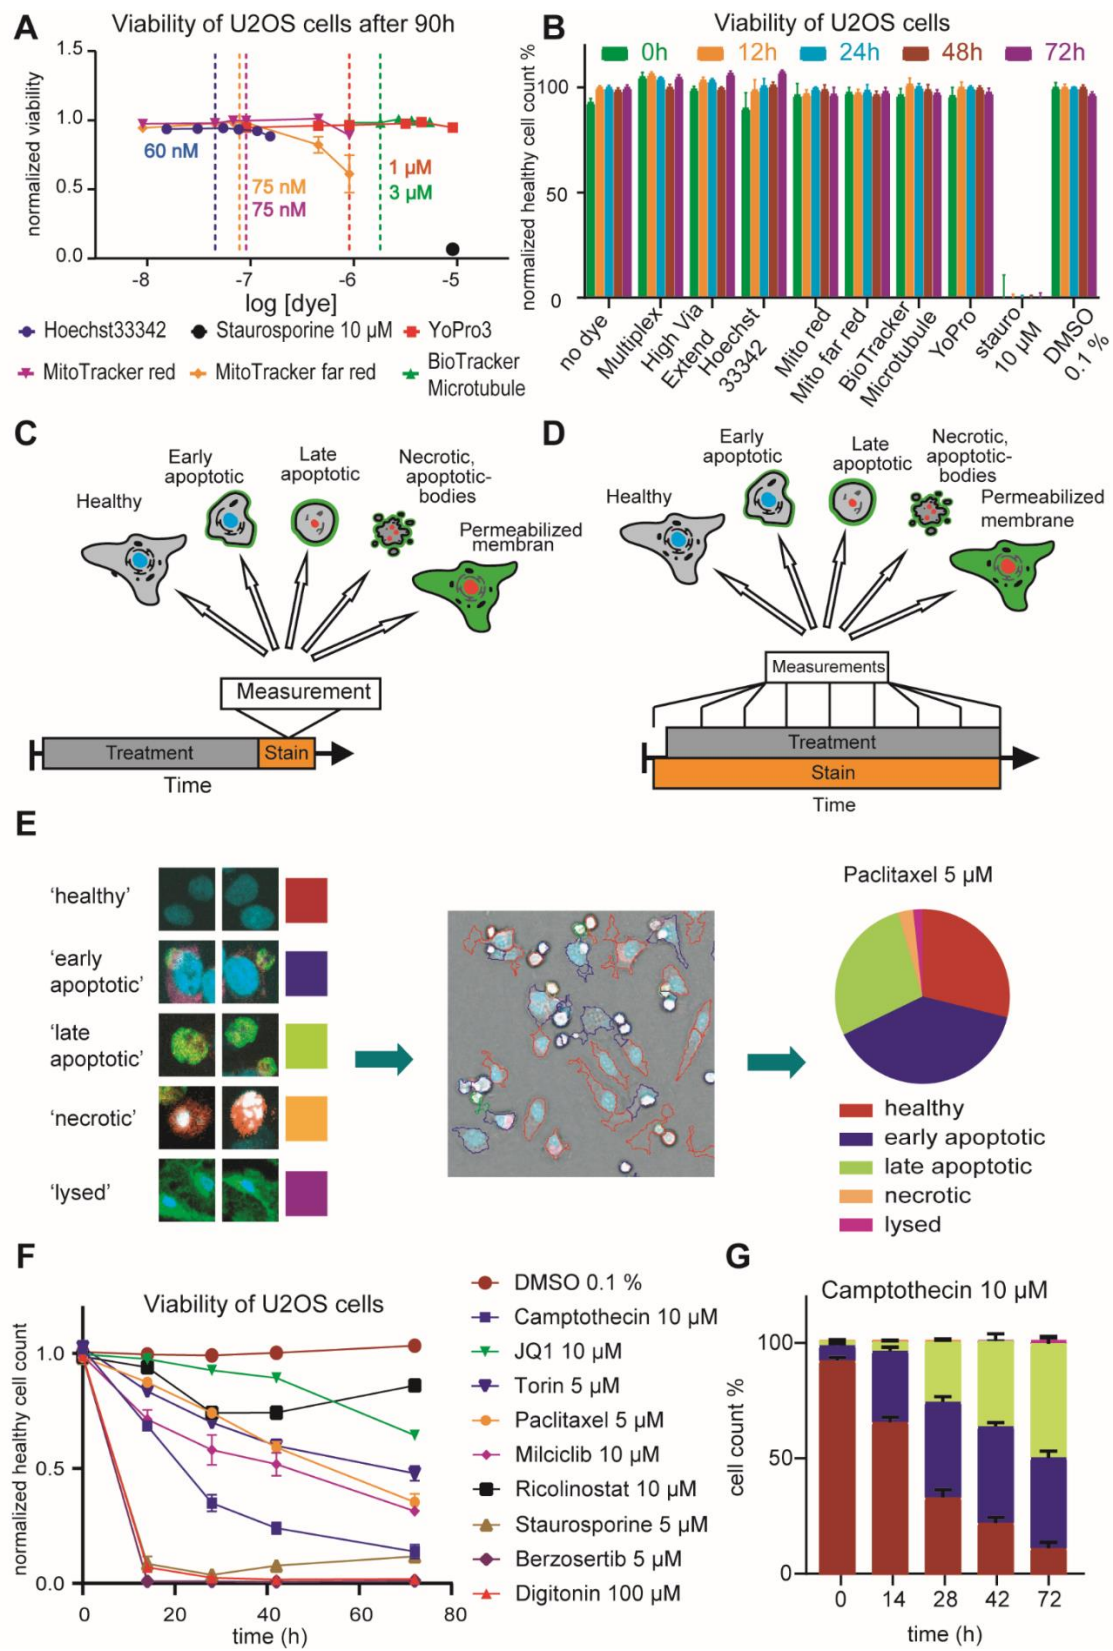 A
Viability of U2OS cells after 90h
normalized viability
1.5
1.0
0.5
0.0
60 nM
75 nM
75 nM
1 µM
3 µM
-8
-7
-6
-5
log [dye]
Hoechst33342
Staurosporine 10 µM
YoPro3
MitoTracker red
MitoTracker far red
BioTracker
Microtubule
B
Viability of U2OS cells
0h
12h
24h
48h
72h
normalized healthy cell count %
100
50
0
no dye
Multiplex
High Via
Extend
Hoechst
33342
Mito red
Mito far red
BioTracker
Microtubule
YoPro
stauro
10 µM
DMSO
0.1 %
C
Healthy
Early
apoptotic
Late
apoptotic
Necrotic,
apoptotic-
bodies
Permeabilized
membran
Measurement
Treatment
Stain
Time
D
Healthy
Early
apoptotic
Late
apoptotic
Necrotic,
apoptotic-
bodies
Permeabilized
membrane
Measurements
Treatment
Stain
Time
E
'healthy'
'early
apoptotic'
'late
apoptotic'
'necrotic'
'lysed'
Paclitaxel 5 µM
healthy
early apoptotic
late apoptotic
necrotic
lysed
F
Viability of U2OS cells
normalized healthy cell count
1.0
0.5
0.0
0
20
40
60
80
time (h)
DMSO 0.1 %
Camptothecin 10 µM
JQ1 10 µM
Torin 5 µM
Paclitaxel 5 µM
Milciclib 10 µM
Ricolinostat 10 µM
Staurosporine 5 µM
Berzosertib 5 µM
Digitonin 100 µM
G
Camptothecin 10 µM
cell count %
100
50
0
0
14
28
42
72
time (h)